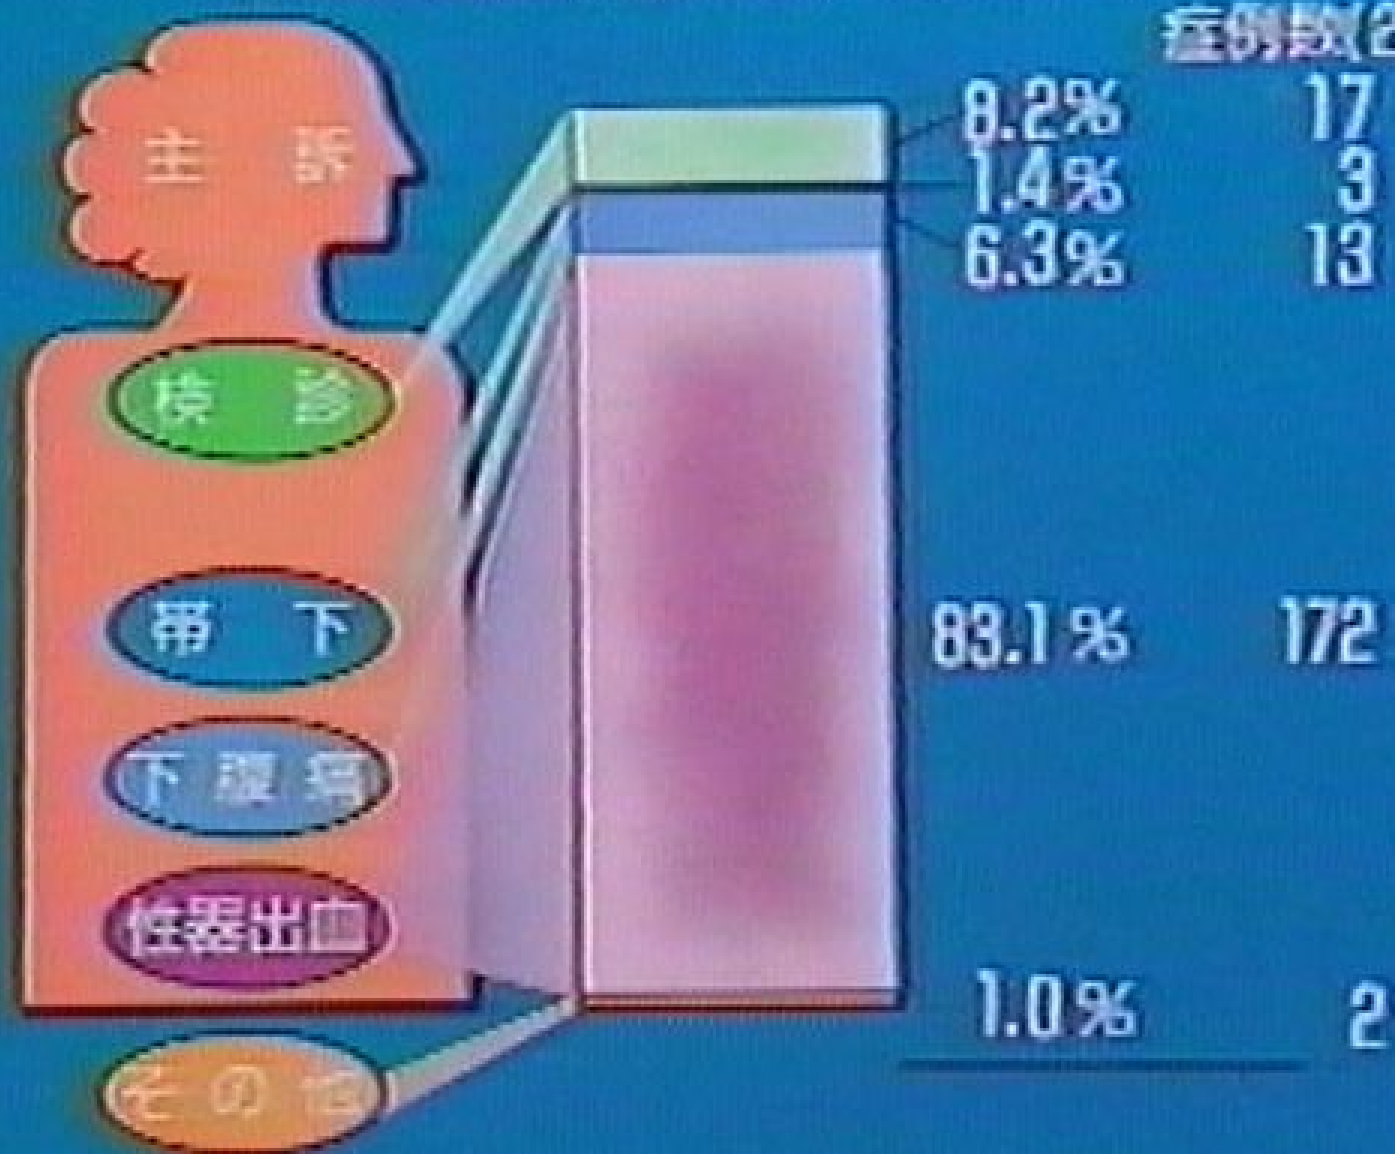 症例数(2
主訴
8.2% 17
1.4% 3
6.3% 13
検診
帯下
83.1% 172
下腹痛
性器出血
1.0% 2
その他